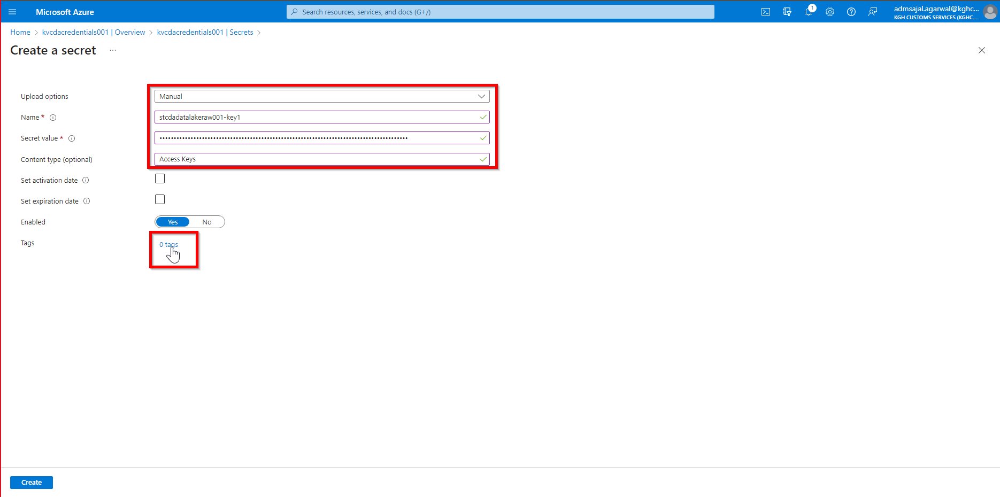 Microsoft Azure
Search resources, services, and docs (G+/)
1
admsajal.agarwal@kghc...
KGH CUSTOMS SERVICES (KGHC....
Home > kvcdacredentials001 | Overview > kvcdacredentials001 | Secrets >
Create a secret ...
Upload options Manual
Name * stcdadatalakeraw001-key1
Secret value * ••••••••••••••••••••••••••••••••••••••••••••••••••••••••••••••••••••••••••••••••••••••••
Content type (optional) Access Keys
Set activation date
Set expiration date
Enabled Yes No
Tags 0 tags
Create